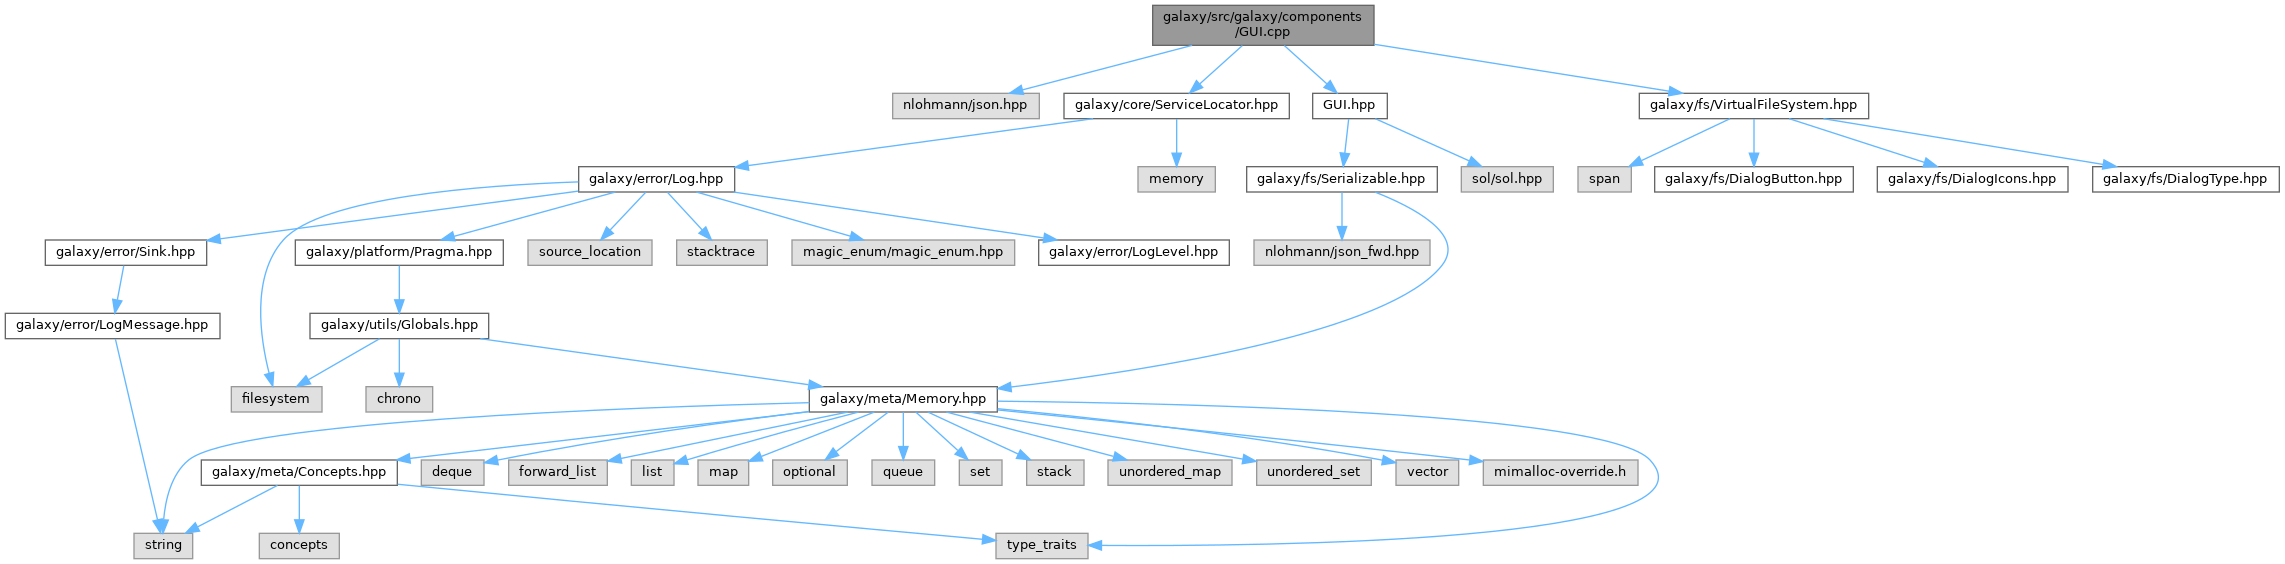 galaxy/src/galaxy/components
/GUI.cpp
nlohmann/json.hpp
galaxy/core/ServiceLocator.hpp
GUI.hpp
galaxy/fs/VirtualFileSystem.hpp
galaxy/error/Log.hpp
memory
galaxy/fs/Serializable.hpp
sol/sol.hpp
span
galaxy/fs/DialogButton.hpp
galaxy/fs/DialogIcons.hpp
galaxy/fs/DialogType.hpp
galaxy/error/Sink.hpp
galaxy/platform/Pragma.hpp
source_location
stacktrace
magic_enum/magic_enum.hpp
galaxy/error/LogLevel.hpp
nlohmann/json_fwd.hpp
galaxy/error/LogMessage.hpp
galaxy/utils/Globals.hpp
filesystem
chrono
galaxy/meta/Memory.hpp
galaxy/meta/Concepts.hpp
deque
forward_list
list
map
optional
queue
set
stack
unordered_map
unordered_set
vector
mimalloc-override.h
string
concepts
type_traits